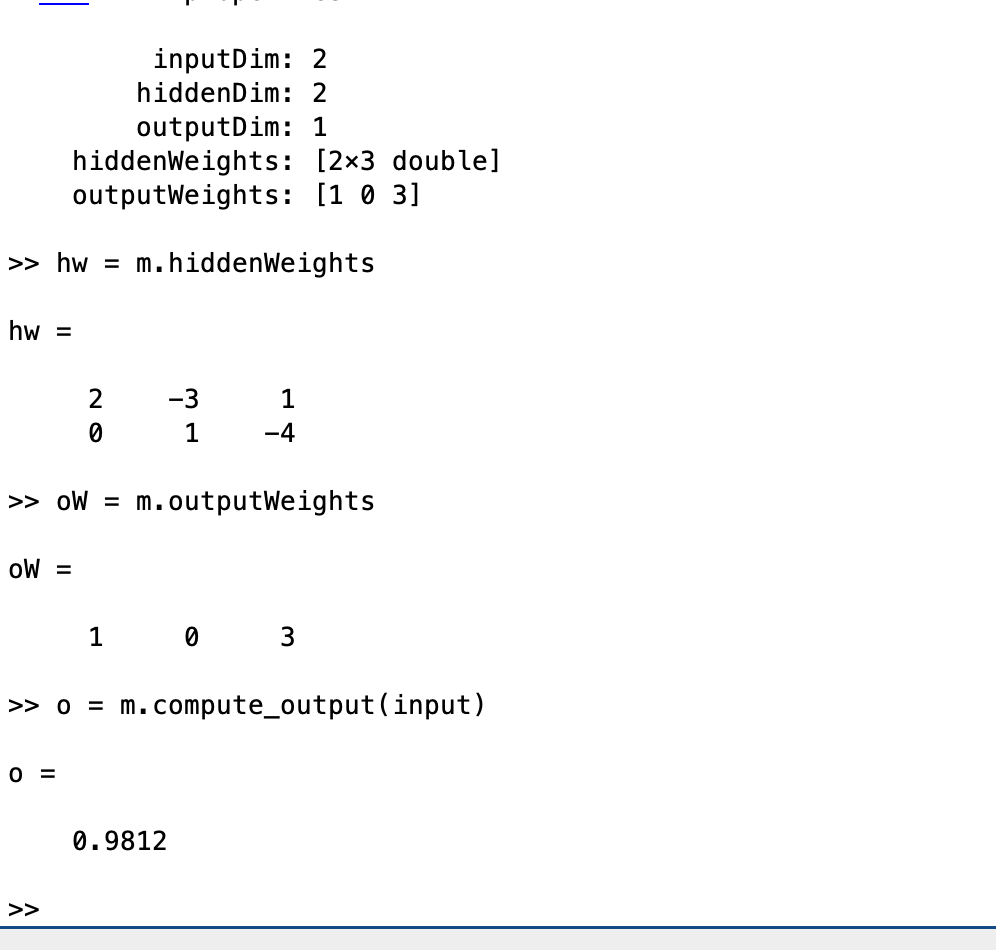 inputDim: 2
hiddenDim: 2
outputDim: 1
hiddenWeights: [2×3 double]
outputWeights: [1 0 3]
>> hw = m.hiddenWeights
hw =
2 −3 1
0 1 −4
>> oW = m.outputWeights
oW =
1 0 3
>> o = m.compute_output(input)
o =
0.9812
>>